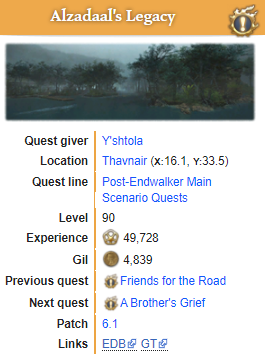 Alzadaal's Legacy
Quest giver Y'shtola
Location Thavnair (X:16.1, Y:33.5)
Quest line Post-Endwalker Main
Scenario Quests
Level 90
Experience 49,728
Gil 4,839
Previous quest Friends for the Road
Next quest A Brother's Grief
Patch 6.1
Links EDB GT